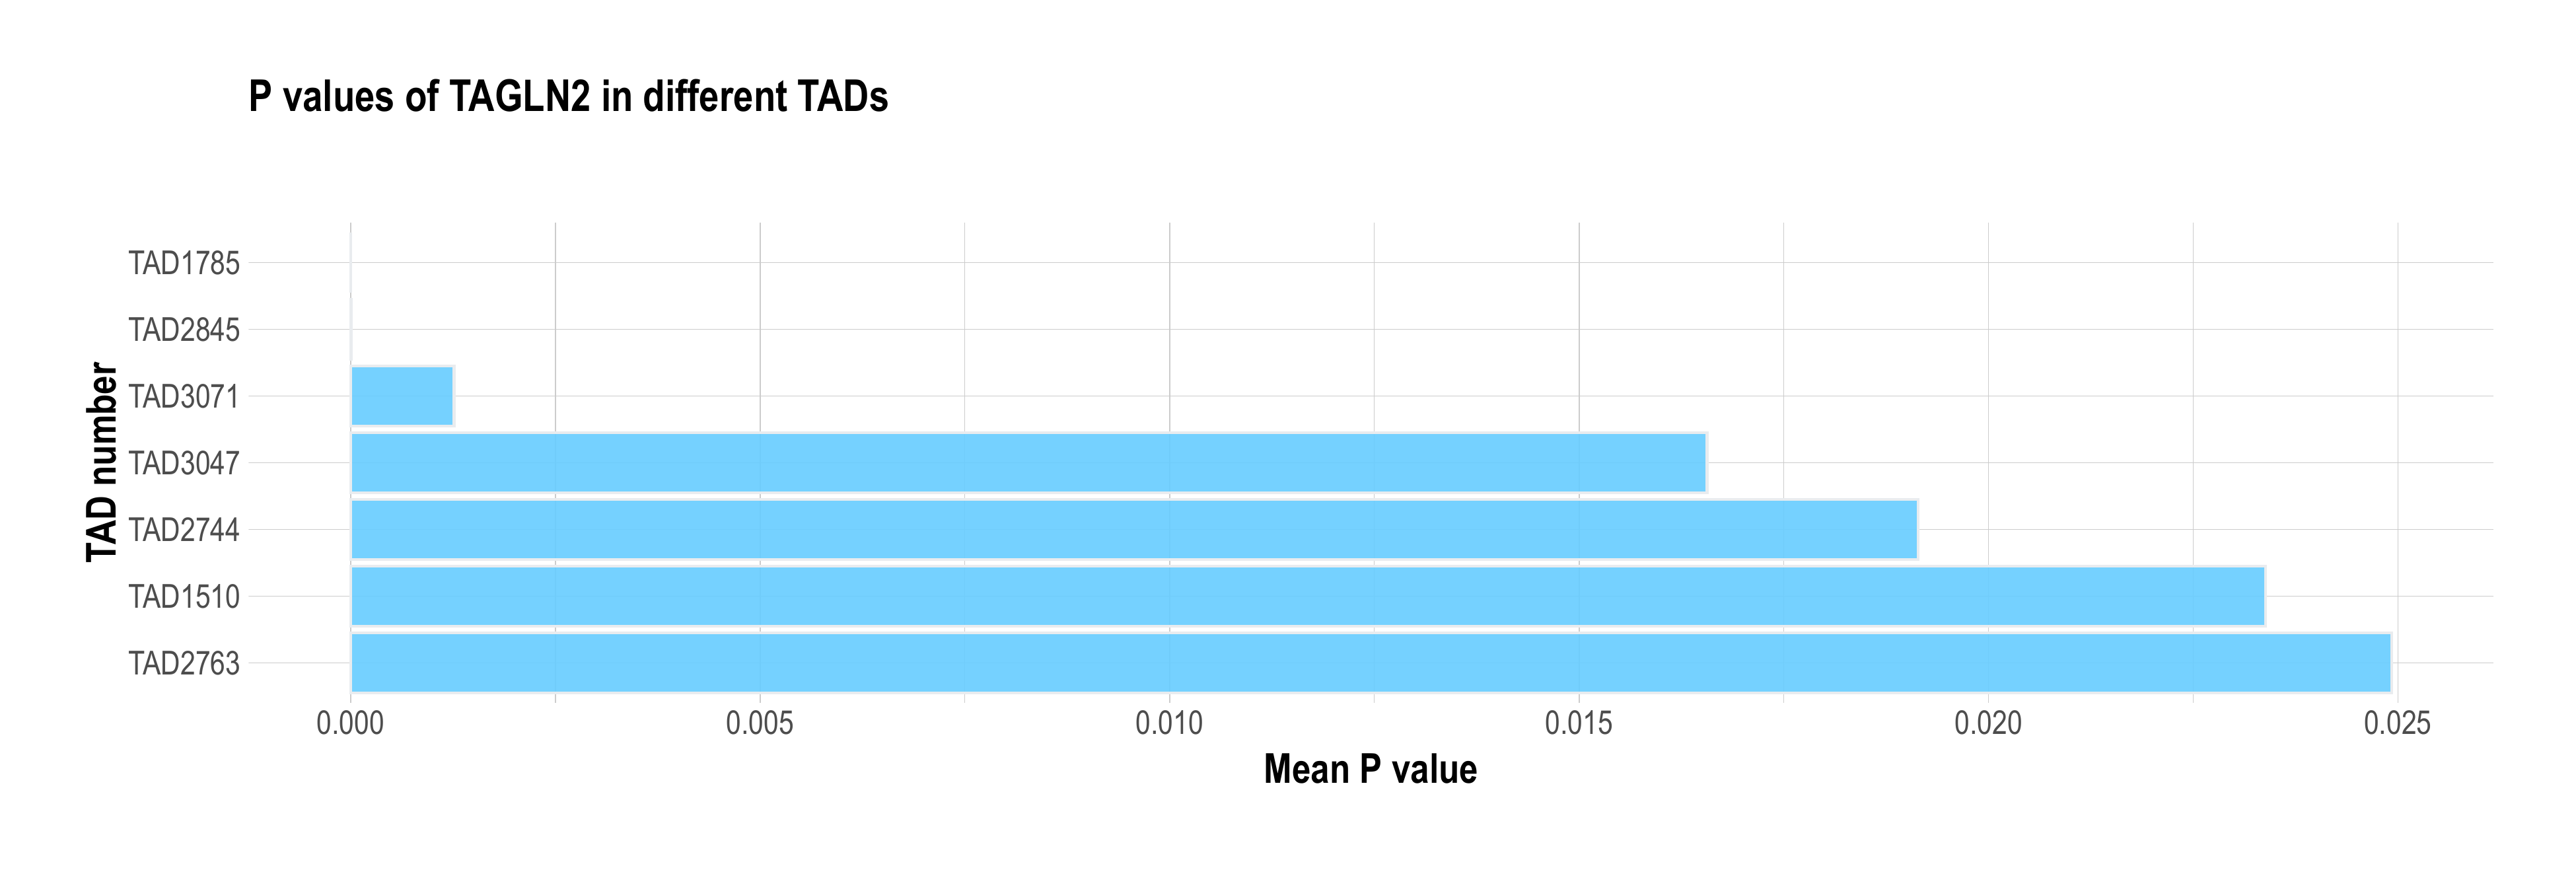 P values of TAGLN2 in different TADs
TAD number
TAD1785
TAD2845
TAD3071
TAD3047
TAD2744
TAD1510
TAD2763
0.000 0.005 0.010 0.015 0.020 0.025
Mean P value